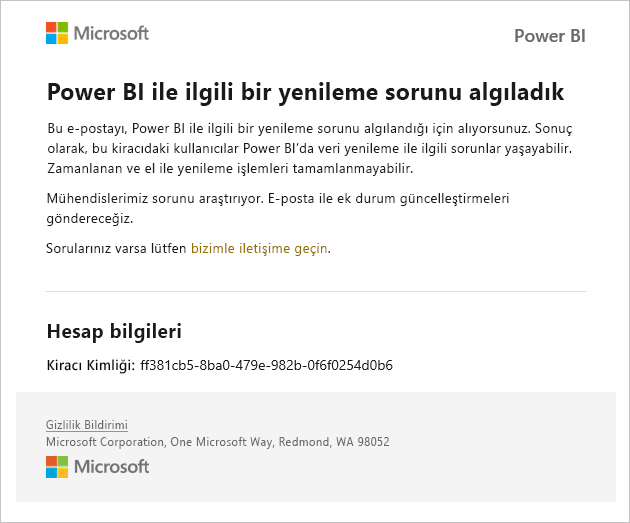 Microsoft
Power BI
Power BI ile ilgili bir yenileme sorunu algıladık
Bu e-postayı, Power BI ile ilgili bir yenileme sorunu algılandığı için alıyorsunuz. Sonuç
olarak, bu kiracıdaki kullanıcılar Power BI’da veri yenileme ile ilgili sorunlar yaşayabilir.
Zamanlanan ve el ile yenileme işlemleri tamamlanmayabilir.
Mühendislerimiz sorunu araştırıyor. E-posta ile ek durum güncelleştirmeleri
göndereceğiz.
Sorularınız varsa lütfen bizimle iletişime geçin.
Hesap bilgileri
Kiracı Kimliği: ff381cb5-8ba0-479e-982b-0f6f0254d0b6
Gizlilik Bildirimi
Microsoft Corporation, One Microsoft Way, Redmond, WA 98052
Microsoft